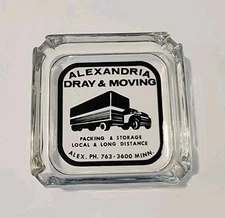 ALEXANDRIA
DRAY & MOVING
PACKING & STORAGE
LOCAL & LONG DISTANCE
ALEX. PH. 763-3600 MINN.